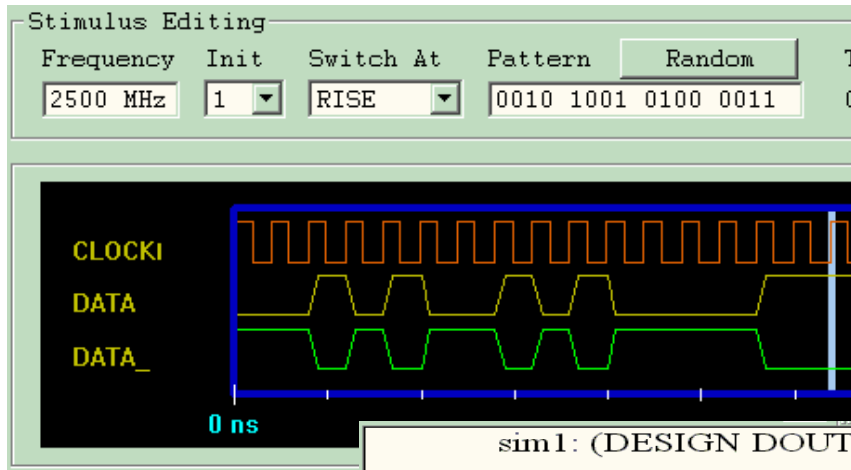 Stimulus Editing
Frequency Init Switch At Pattern Random
2500 MHz 1 RISE 0010 1001 0100 0011
CLOCK
DATA
DATA_
0 ns
sim1: (DESIGN DOUT